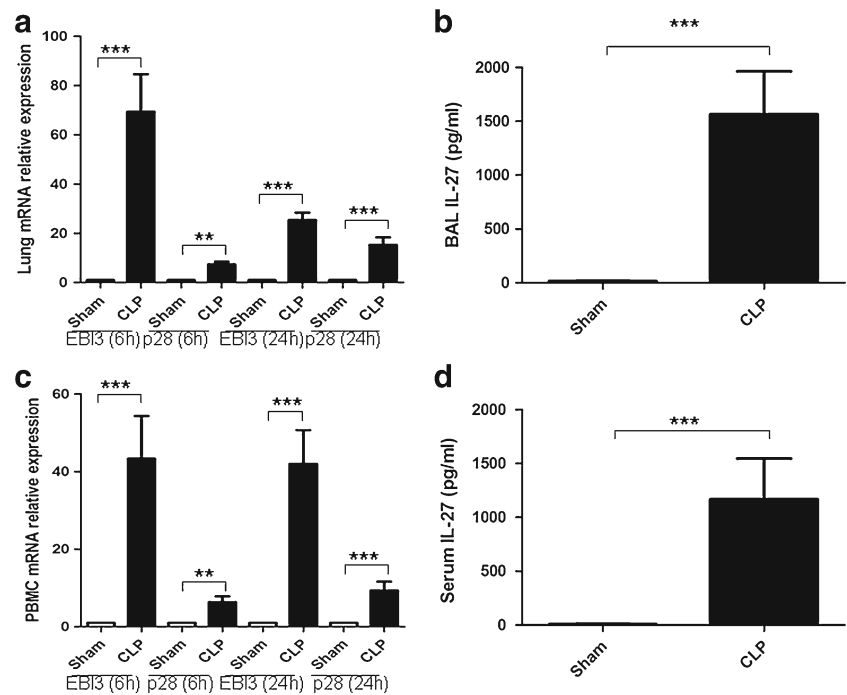 a
Lung mRNA relative expression
100
80
60
40
20
0
***
**
***
***
Sham CLP Sham CLP Sham CLP Sham CLP
EBI3 (6h) p28 (6h) EBI3 (24h) p28 (24h)
b
BAL IL-27 (pg/ml)
2000
1500
1000
500
0
***
Sham CLP
c
PBMC mRNA relative expression
60
40
20
0
***
**
***
***
Sham CLP Sham CLP Sham CLP Sham CLP
EBI3 (6h) p28 (6h) EBI3 (24h) p28 (24h)
d
Serum IL-27 (pg/ml)
2000
1500
1000
500
0
***
Sham CLP